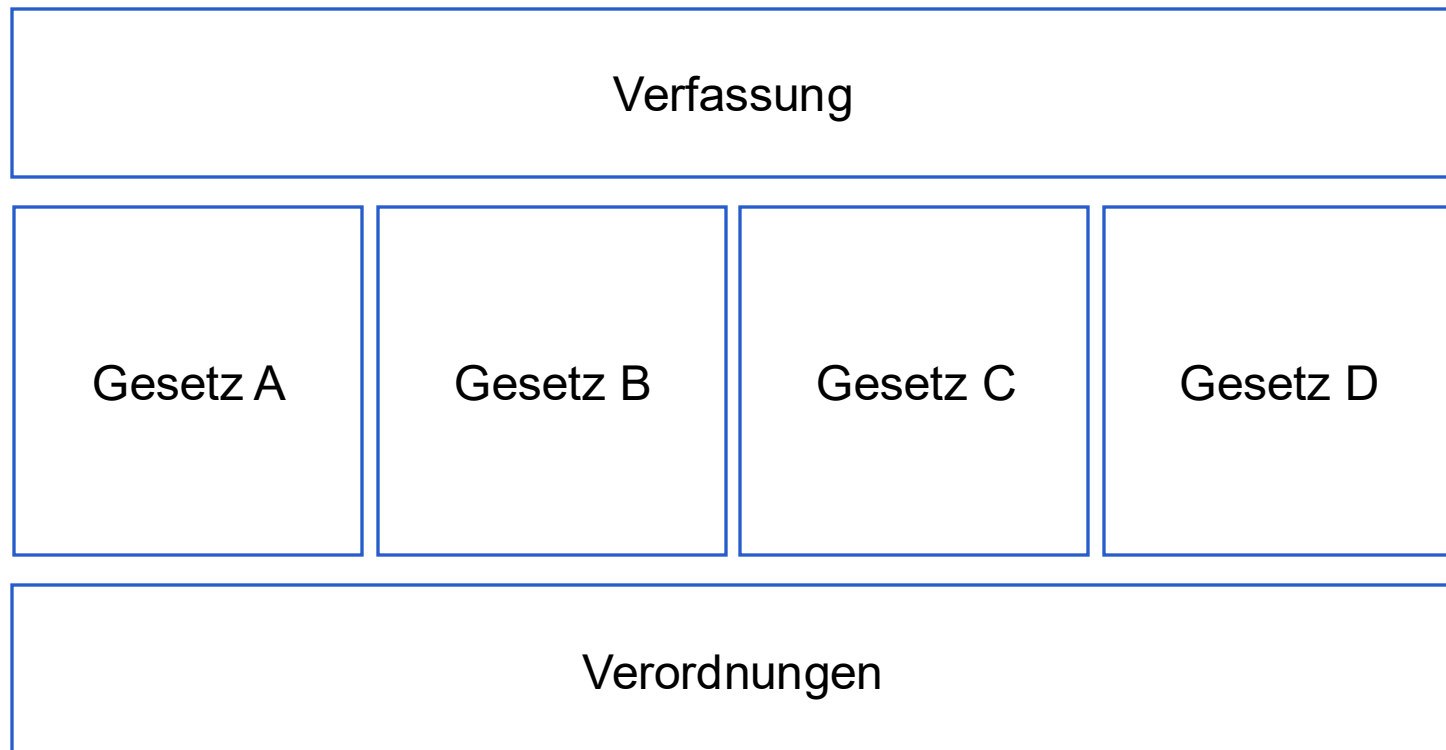 Verfassung
Gesetz A
Gesetz B
Gesetz C
Gesetz D
Verordnungen